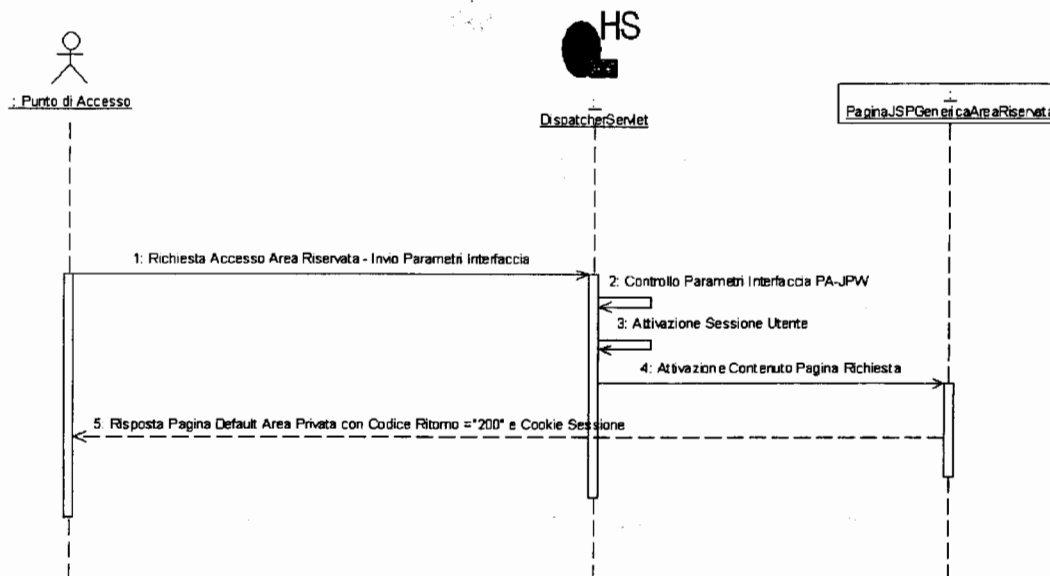 HS
: Punto di Accesso
:
DispatcherServlet
:
PaginaJSPGenericaAreaRiservata
1: Richiesta Accesso Area Riservata - Invio Parametri Interfaccia
2: Controllo Parametri Interfaccia PA-JPW
3: Attivazione Sessione Utente
4: Attivazione Contenuto Pagina Richiesta
5: Risposta Pagina Default Area Privata con Codice Ritorno ="200" e Cookie Sessione